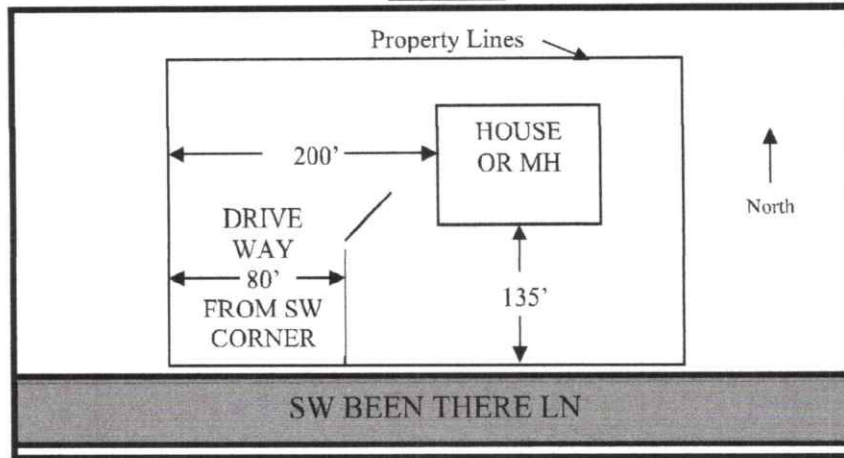 Property Lines
HOUSE
OR MH
200'
North
DRIVE
WAY
80'
FROM SW
CORNER
135'
SW BEEN THERE LN